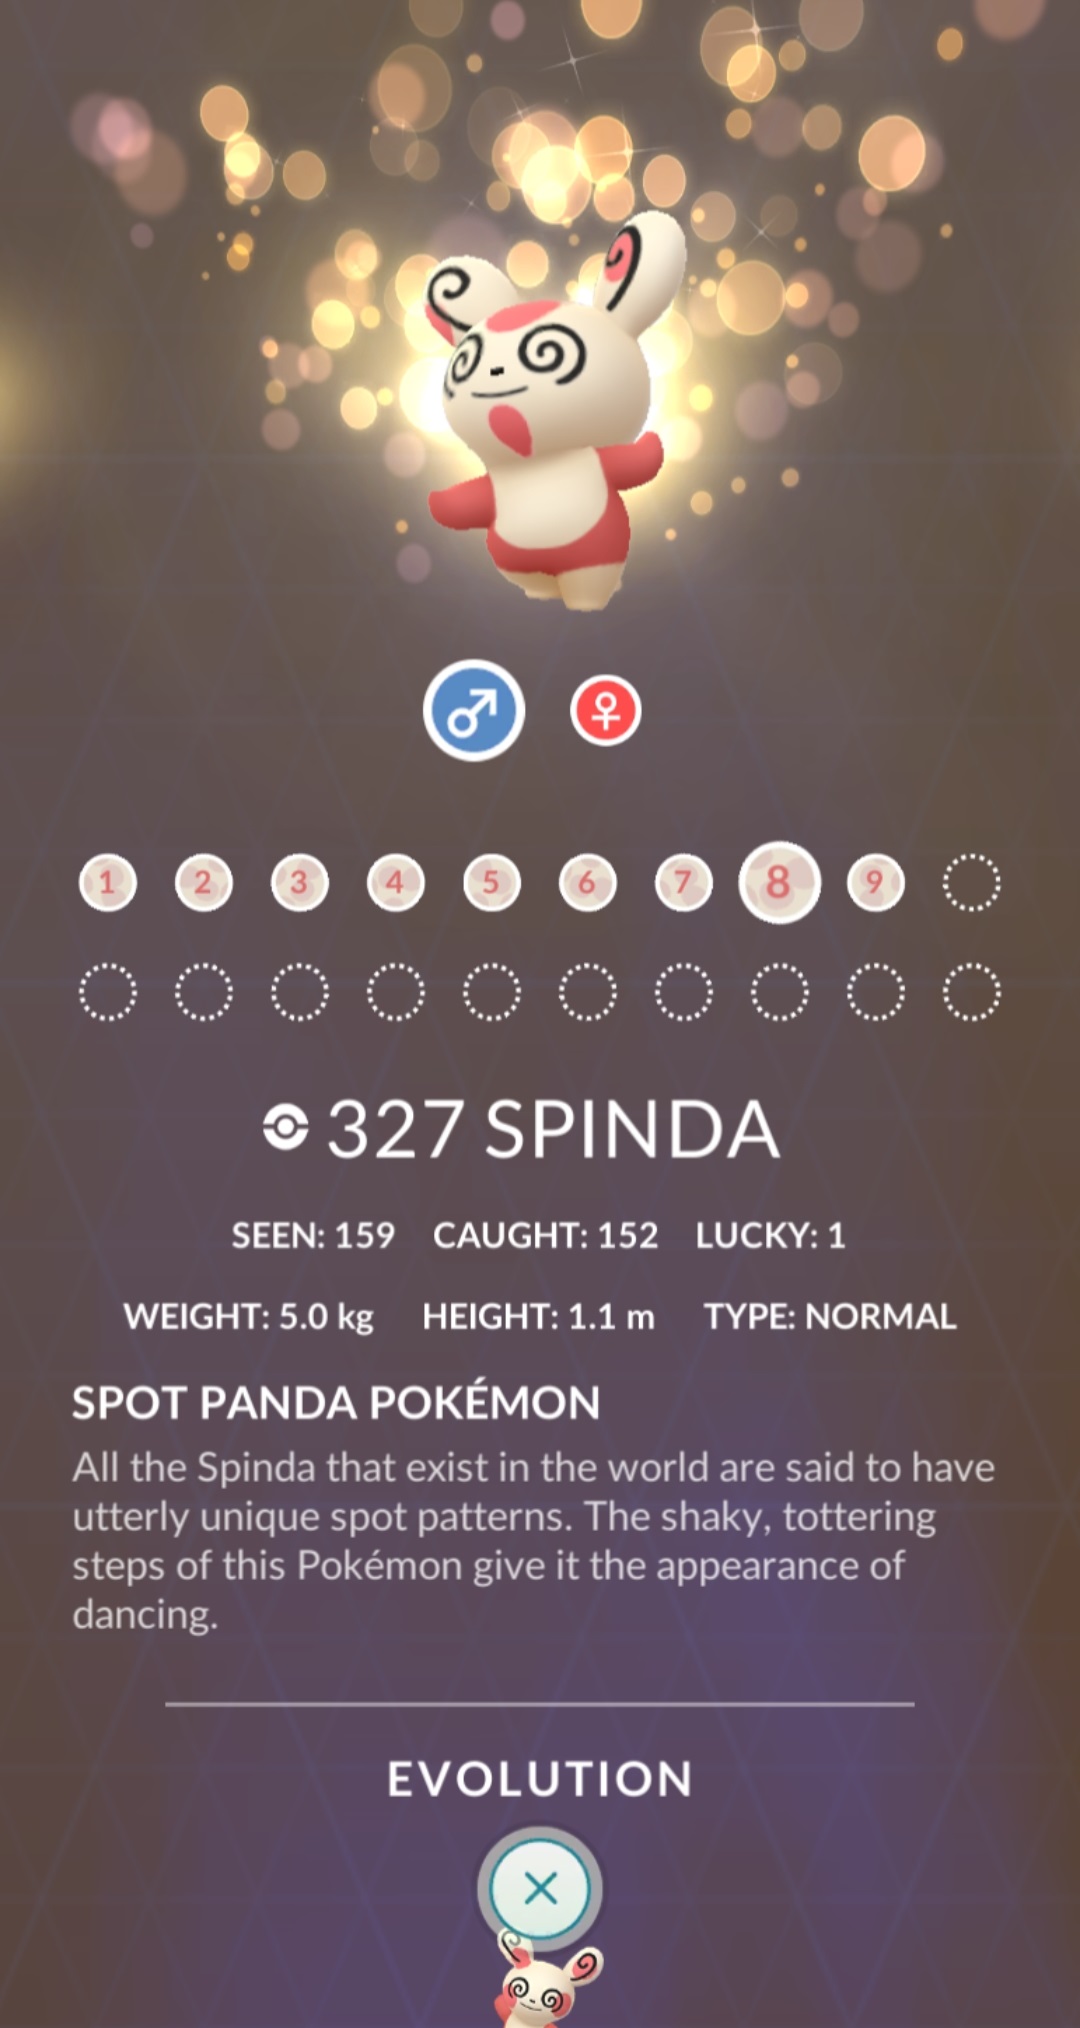 1 2 3 4 5 6 7 8 9
327 SPINDA
SEEN: 159 CAUGHT: 152 LUCKY: 1
WEIGHT: 5.0 kg HEIGHT: 1.1 m TYPE: NORMAL
SPOT PANDA POKÉMON
All the Spinda that exist in the world are said to have
utterly unique spot patterns. The shaky, tottering
steps of this Pokémon give it the appearance of
dancing.
EVOLUTION